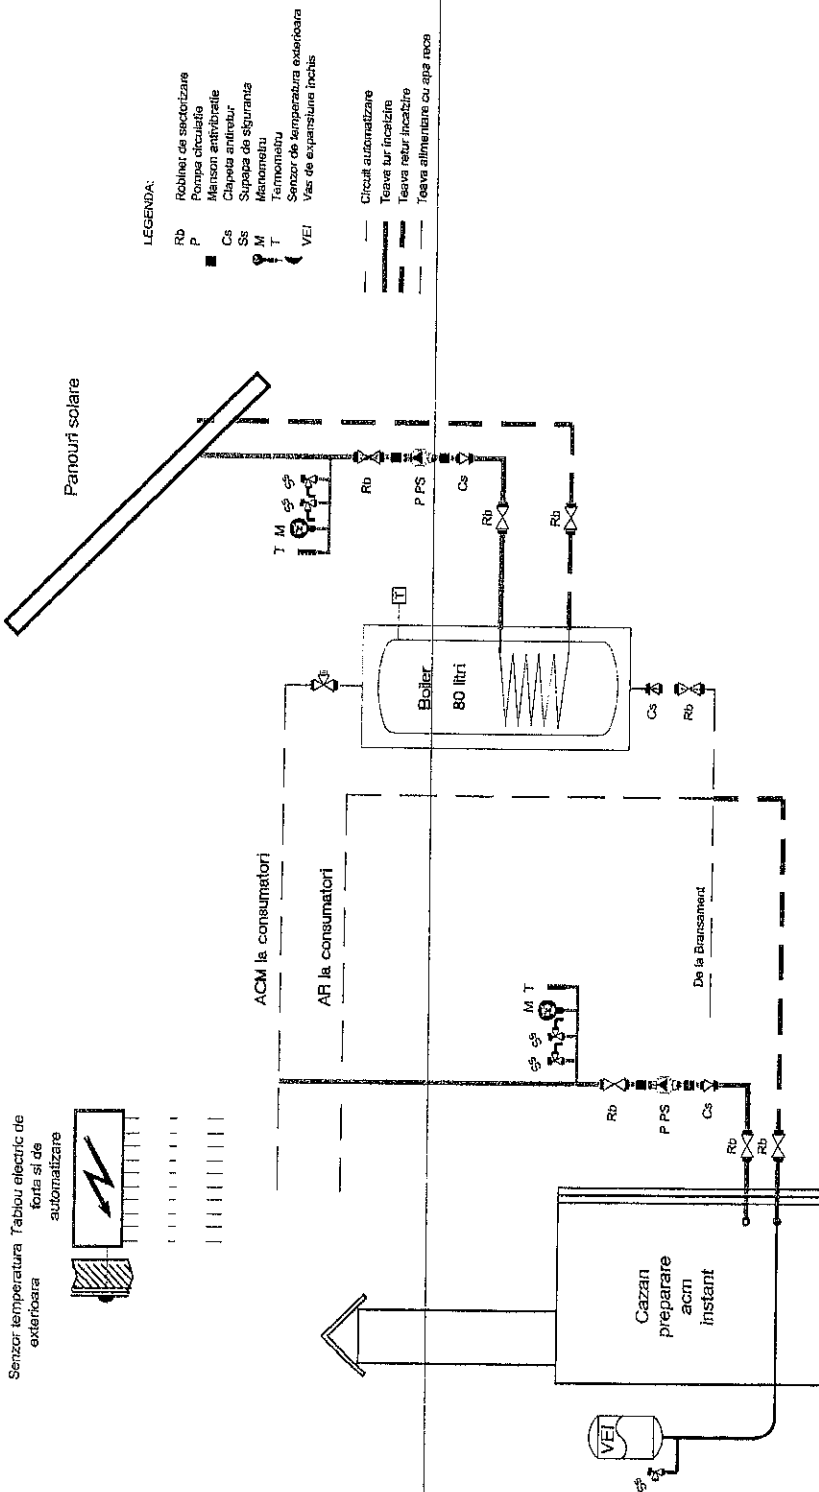 Senzor temperatura
exterioara
Tablou electric de
forta si de
automatizare
Panouri solare
LEGENDA:
Rb Robinet de sectorizare
P Pompa circulatie
Manson antivibratie
Cs Clapeta antiretur
Ss Supapa de siguranta
M Manometru
T Termometru
Senzor de temperatura exterioara
VEI Vas de expansiune inchis
Circuit automatizare
Teava tur incalzire
Teava retur incalzire
Teava alimentare cu apa rece
ACM la consumatori
AR la consumatori
T
M
SS
SS
Rb
P PS
Cs
Rb
Rb
T
Boiler
80 litri
Cs
Rb
De la Bransament
T
M
SS
SS
Rb
P PS
Cs
Rb
Rb
Cazan
preparare
acm
instant
VEI
SS